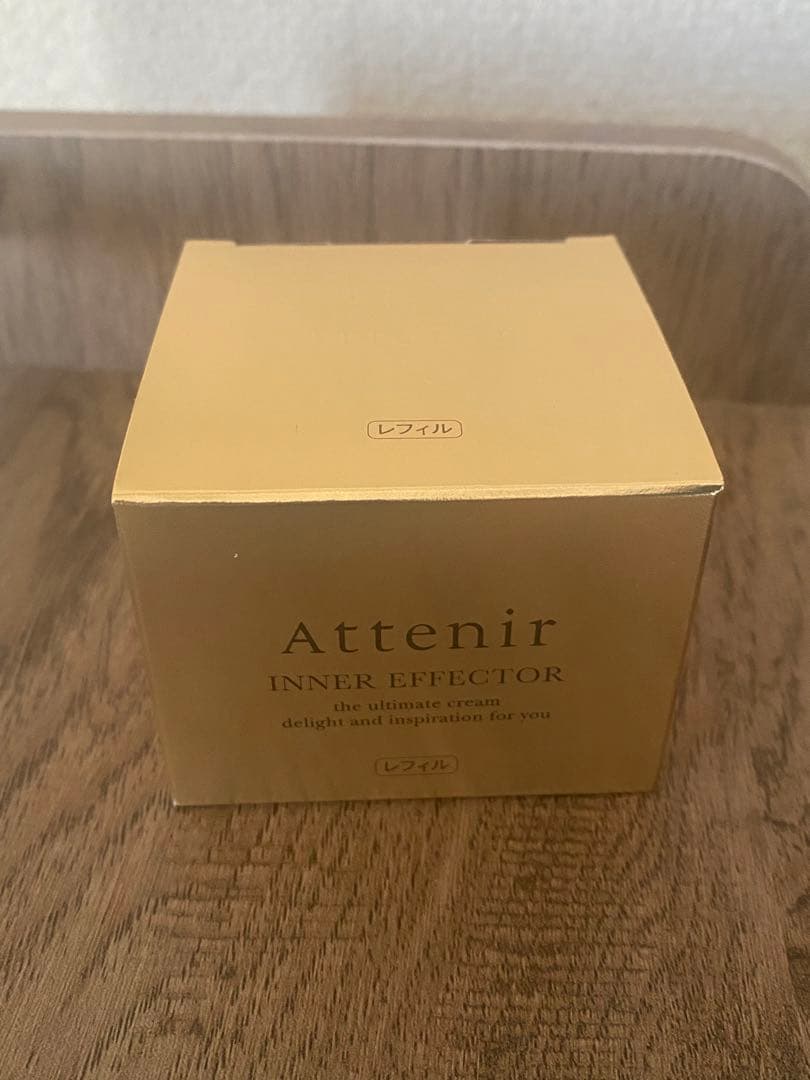 レフィル
Attenir
INNER EFFECTOR
the ultimate cream
delight and inspiration for you
レフィル